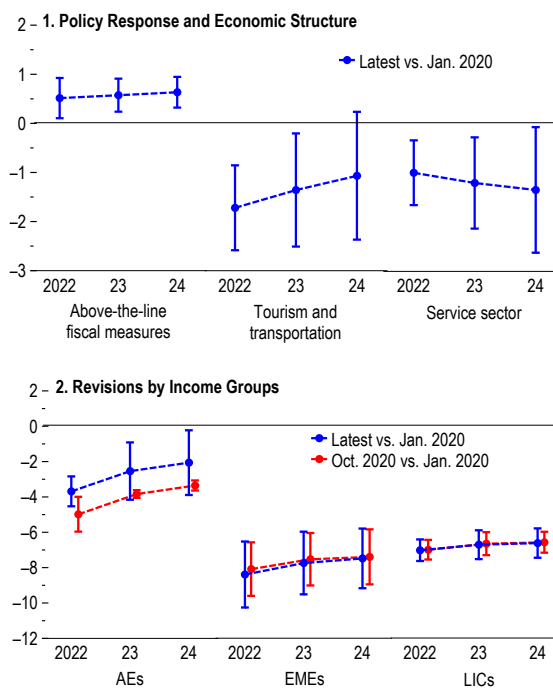 1. Policy Response and Economic Structure
Latest vs. Jan. 2020
2
1
0
–1
–2
–3
2022 23 24 2022 23 24 2022 23 24
Above-the-line
fiscal measures
Tourism and
transportation
Service sector
2. Revisions by Income Groups
Latest vs. Jan. 2020
Oct. 2020 vs. Jan. 2020
2
0
–2
–4
–6
–8
–10
–12
2022 23 24 2022 23 24 2022 23 24
AEs EMEs LICs